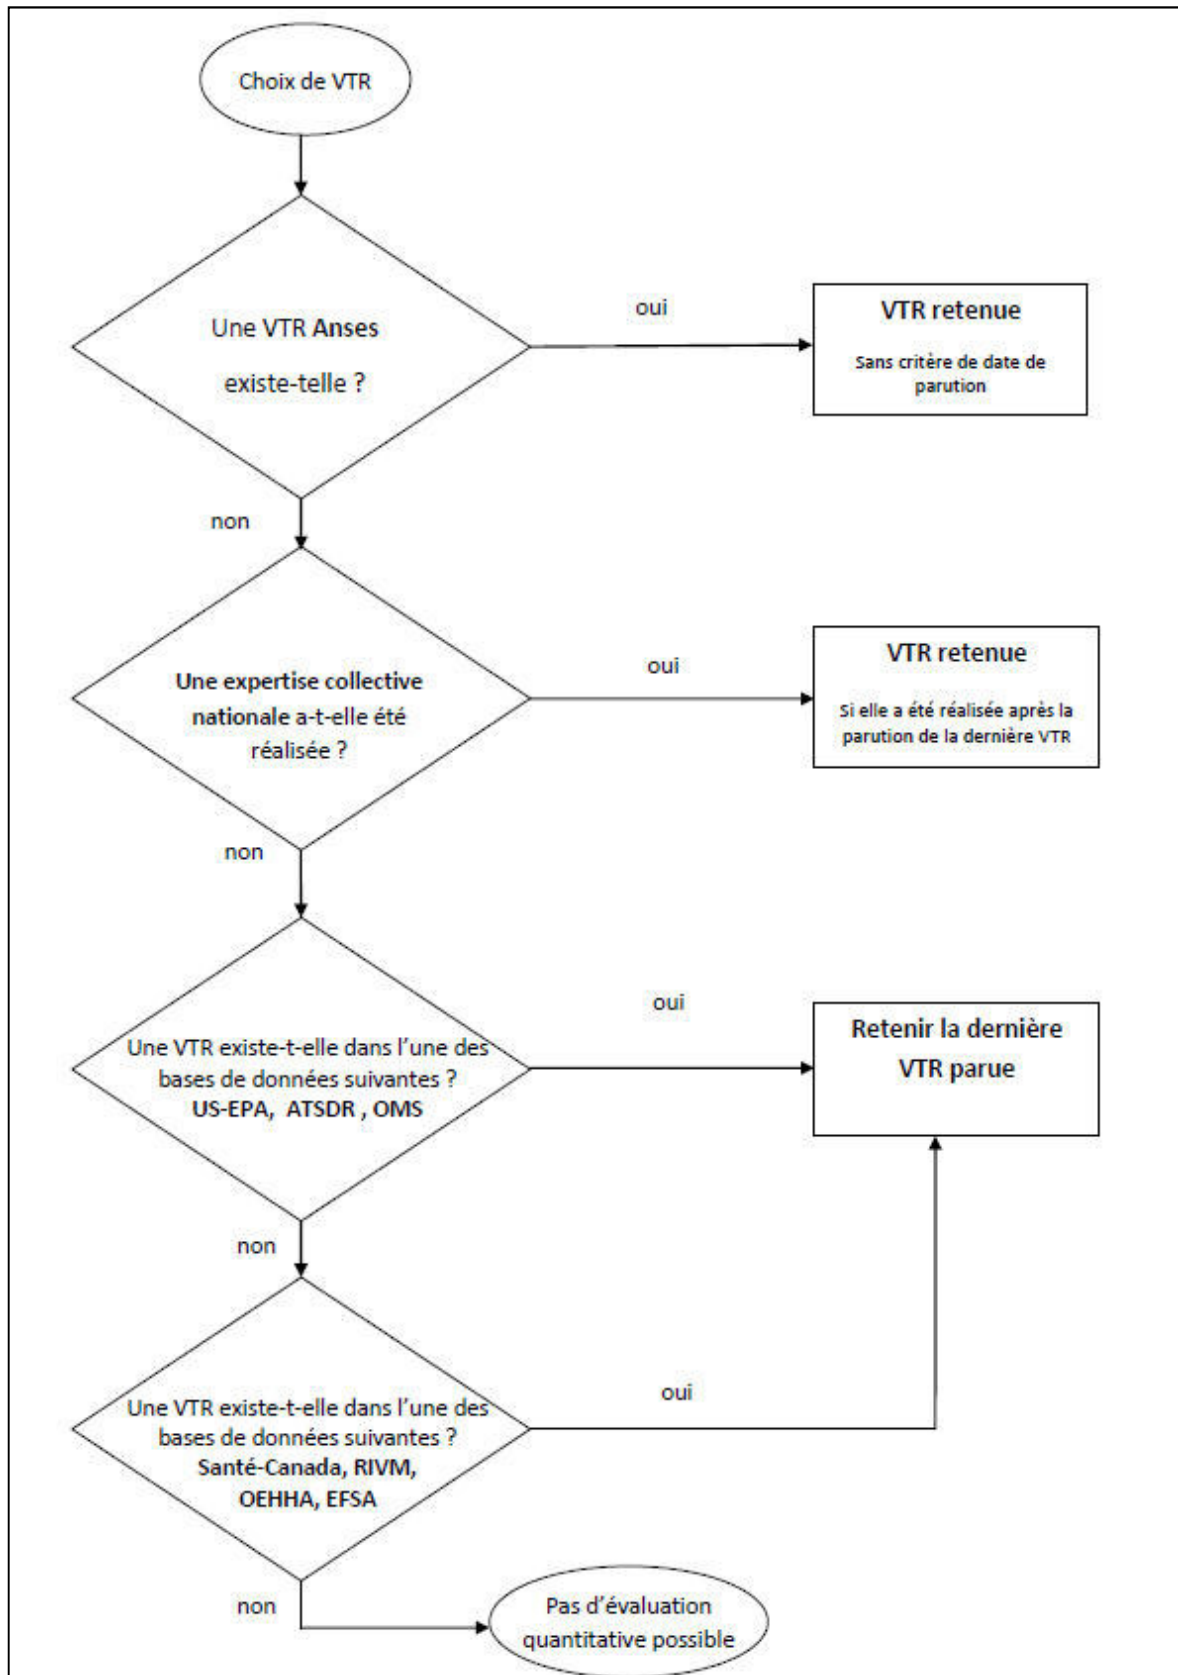 Choix de VTR
Une VTR Anses
existe-telle ?
oui
VTR retenue
Sans critère de date de
parution
non
Une expertise collective
nationale a-t-elle été
réalisée ?
oui
VTR retenue
Si elle a été réalisée après la
parution de la dernière VTR
non
Une VTR existe-t-elle dans l’une des
bases de données suivantes ?
US-EPA, ATSDR , OMS
oui
Retenir la dernière
VTR parue
non
Une VTR existe-t-elle dans l’une des
bases de données suivantes ?
Santé-Canada, RIVM,
OEHHA, EFSA
oui
non
Pas d’évaluation
quantitative possible